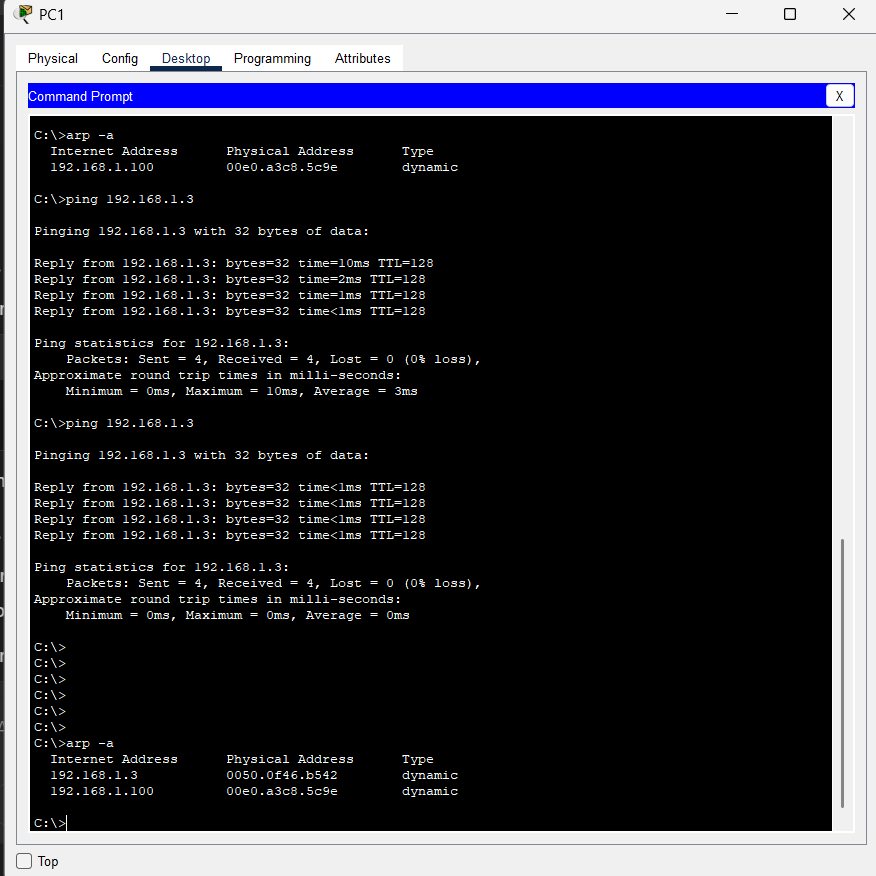 PC1
Physical Config Desktop Programming Attributes
Command Prompt X
C:\>arp -a
Internet Address Physical Address Type
192.168.1.100 00e0.a3c8.5c9e dynamic
C:\>ping 192.168.1.3
Pinging 192.168.1.3 with 32 bytes of data:
Reply from 192.168.1.3: bytes=32 time=10ms TTL=128
Reply from 192.168.1.3: bytes=32 time=2ms TTL=128
Reply from 192.168.1.3: bytes=32 time=1ms TTL=128
Reply from 192.168.1.3: bytes=32 time<1ms TTL=128
Ping statistics for 192.168.1.3:
Packets: Sent = 4, Received = 4, Lost = 0 (0% loss),
Approximate round trip times in milli-seconds:
Minimum = 0ms, Maximum = 10ms, Average = 3ms
C:\>ping 192.168.1.3
Pinging 192.168.1.3 with 32 bytes of data:
Reply from 192.168.1.3: bytes=32 time<1ms TTL=128
Reply from 192.168.1.3: bytes=32 time<1ms TTL=128
Reply from 192.168.1.3: bytes=32 time<1ms TTL=128
Reply from 192.168.1.3: bytes=32 time<1ms TTL=128
Ping statistics for 192.168.1.3:
Packets: Sent = 4, Received = 4, Lost = 0 (0% loss),
Approximate round trip times in milli-seconds:
Minimum = 0ms, Maximum = 0ms, Average = 0ms
C:\>
C:\>
C:\>
C:\>
C:\>
C:\>
C:\>arp -a
Internet Address Physical Address Type
192.168.1.3 0050.0f46.b542 dynamic
192.168.1.100 00e0.a3c8.5c9e dynamic
C:\>
Top